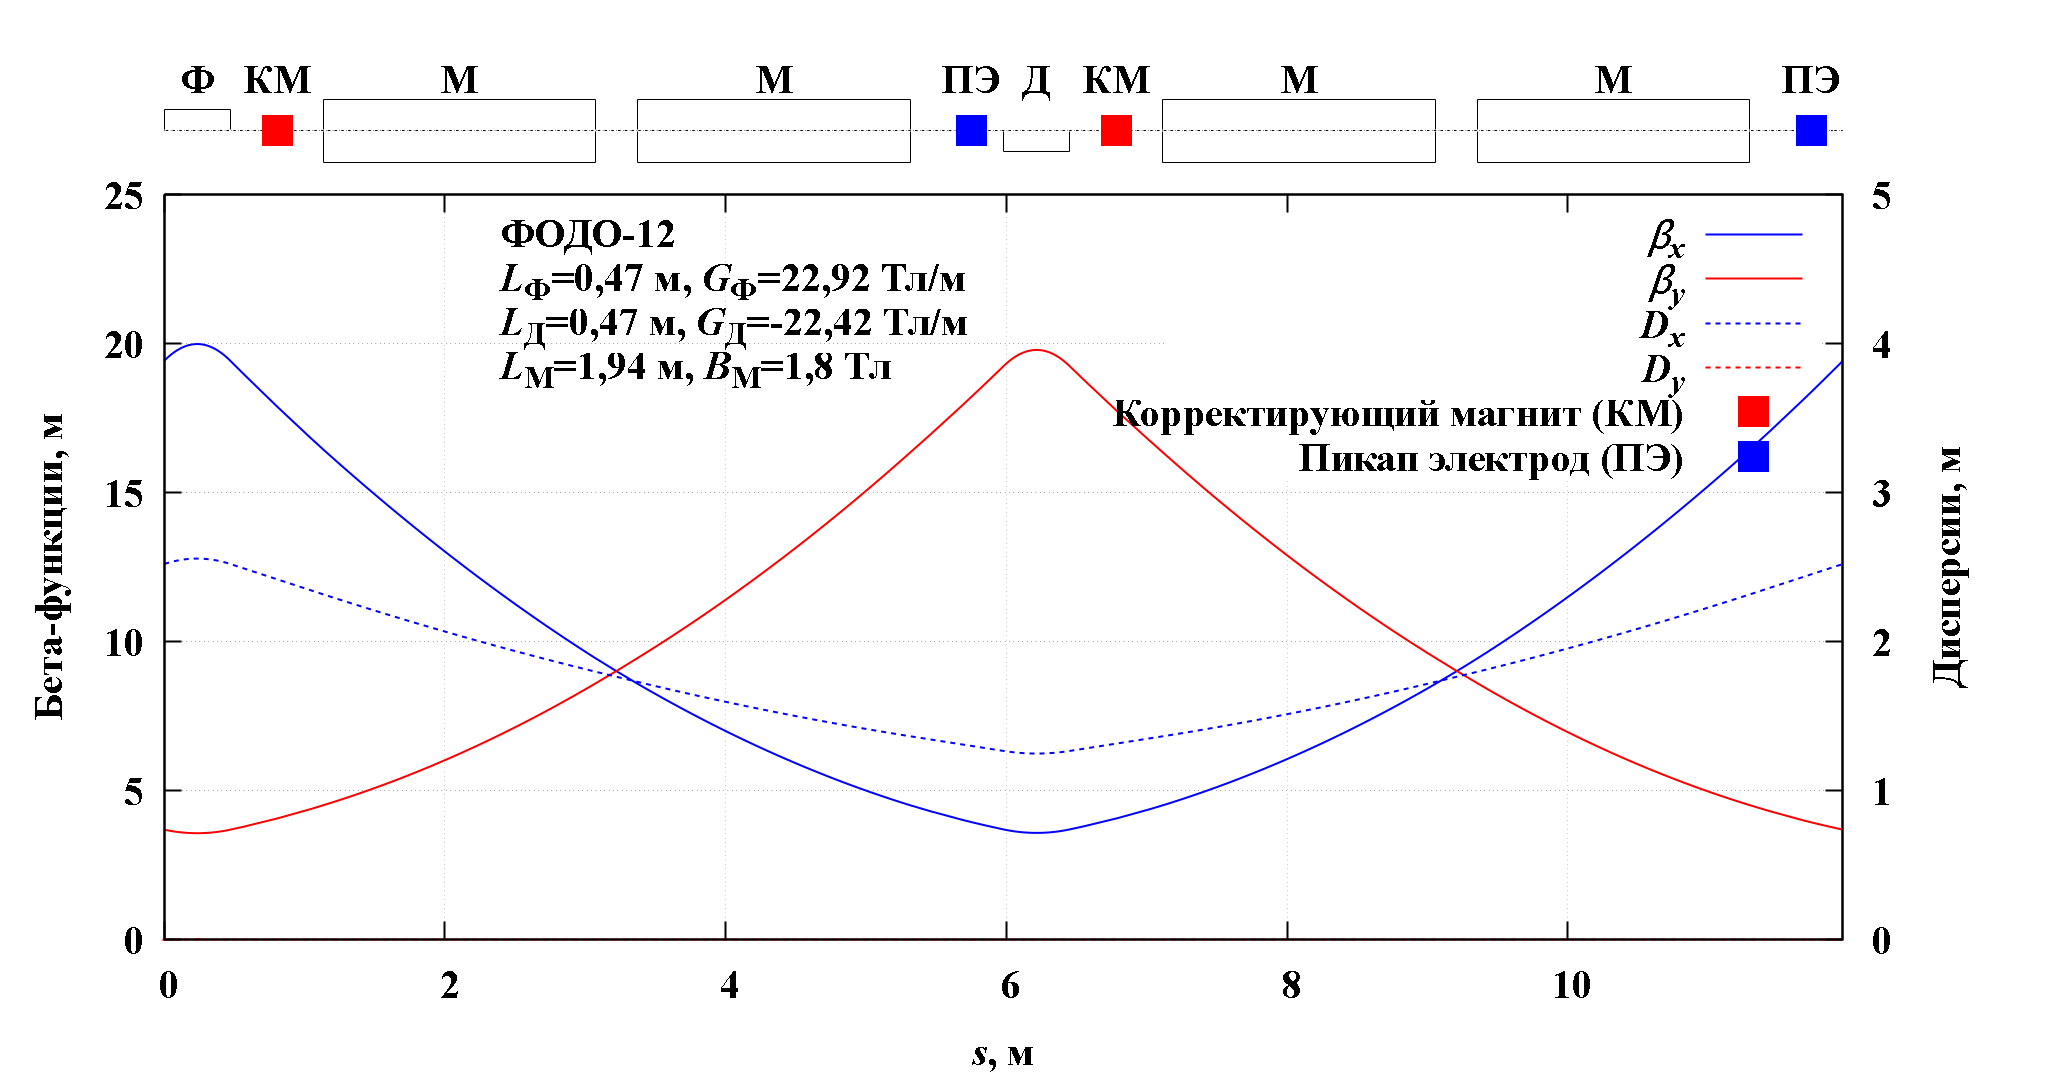 Ф КМ М М ПЭ Д КМ М М ПЭ
25
20
15
10
5
0
Бета-функции, м
ФОДО-12
LФ=0,47 м, GФ=22,92 Тл/м
LД=0,47 м, GД=-22,42 Тл/м
LМ=1,94 м, BМ=1,8 Тл
βx
βy
Dx
Dy
Корректирующий магнит (КМ)
Пикап электрод (ПЭ)
5
4
3
2
1
0
Дисперсии, м
0 2 4 6 8 10
s, м